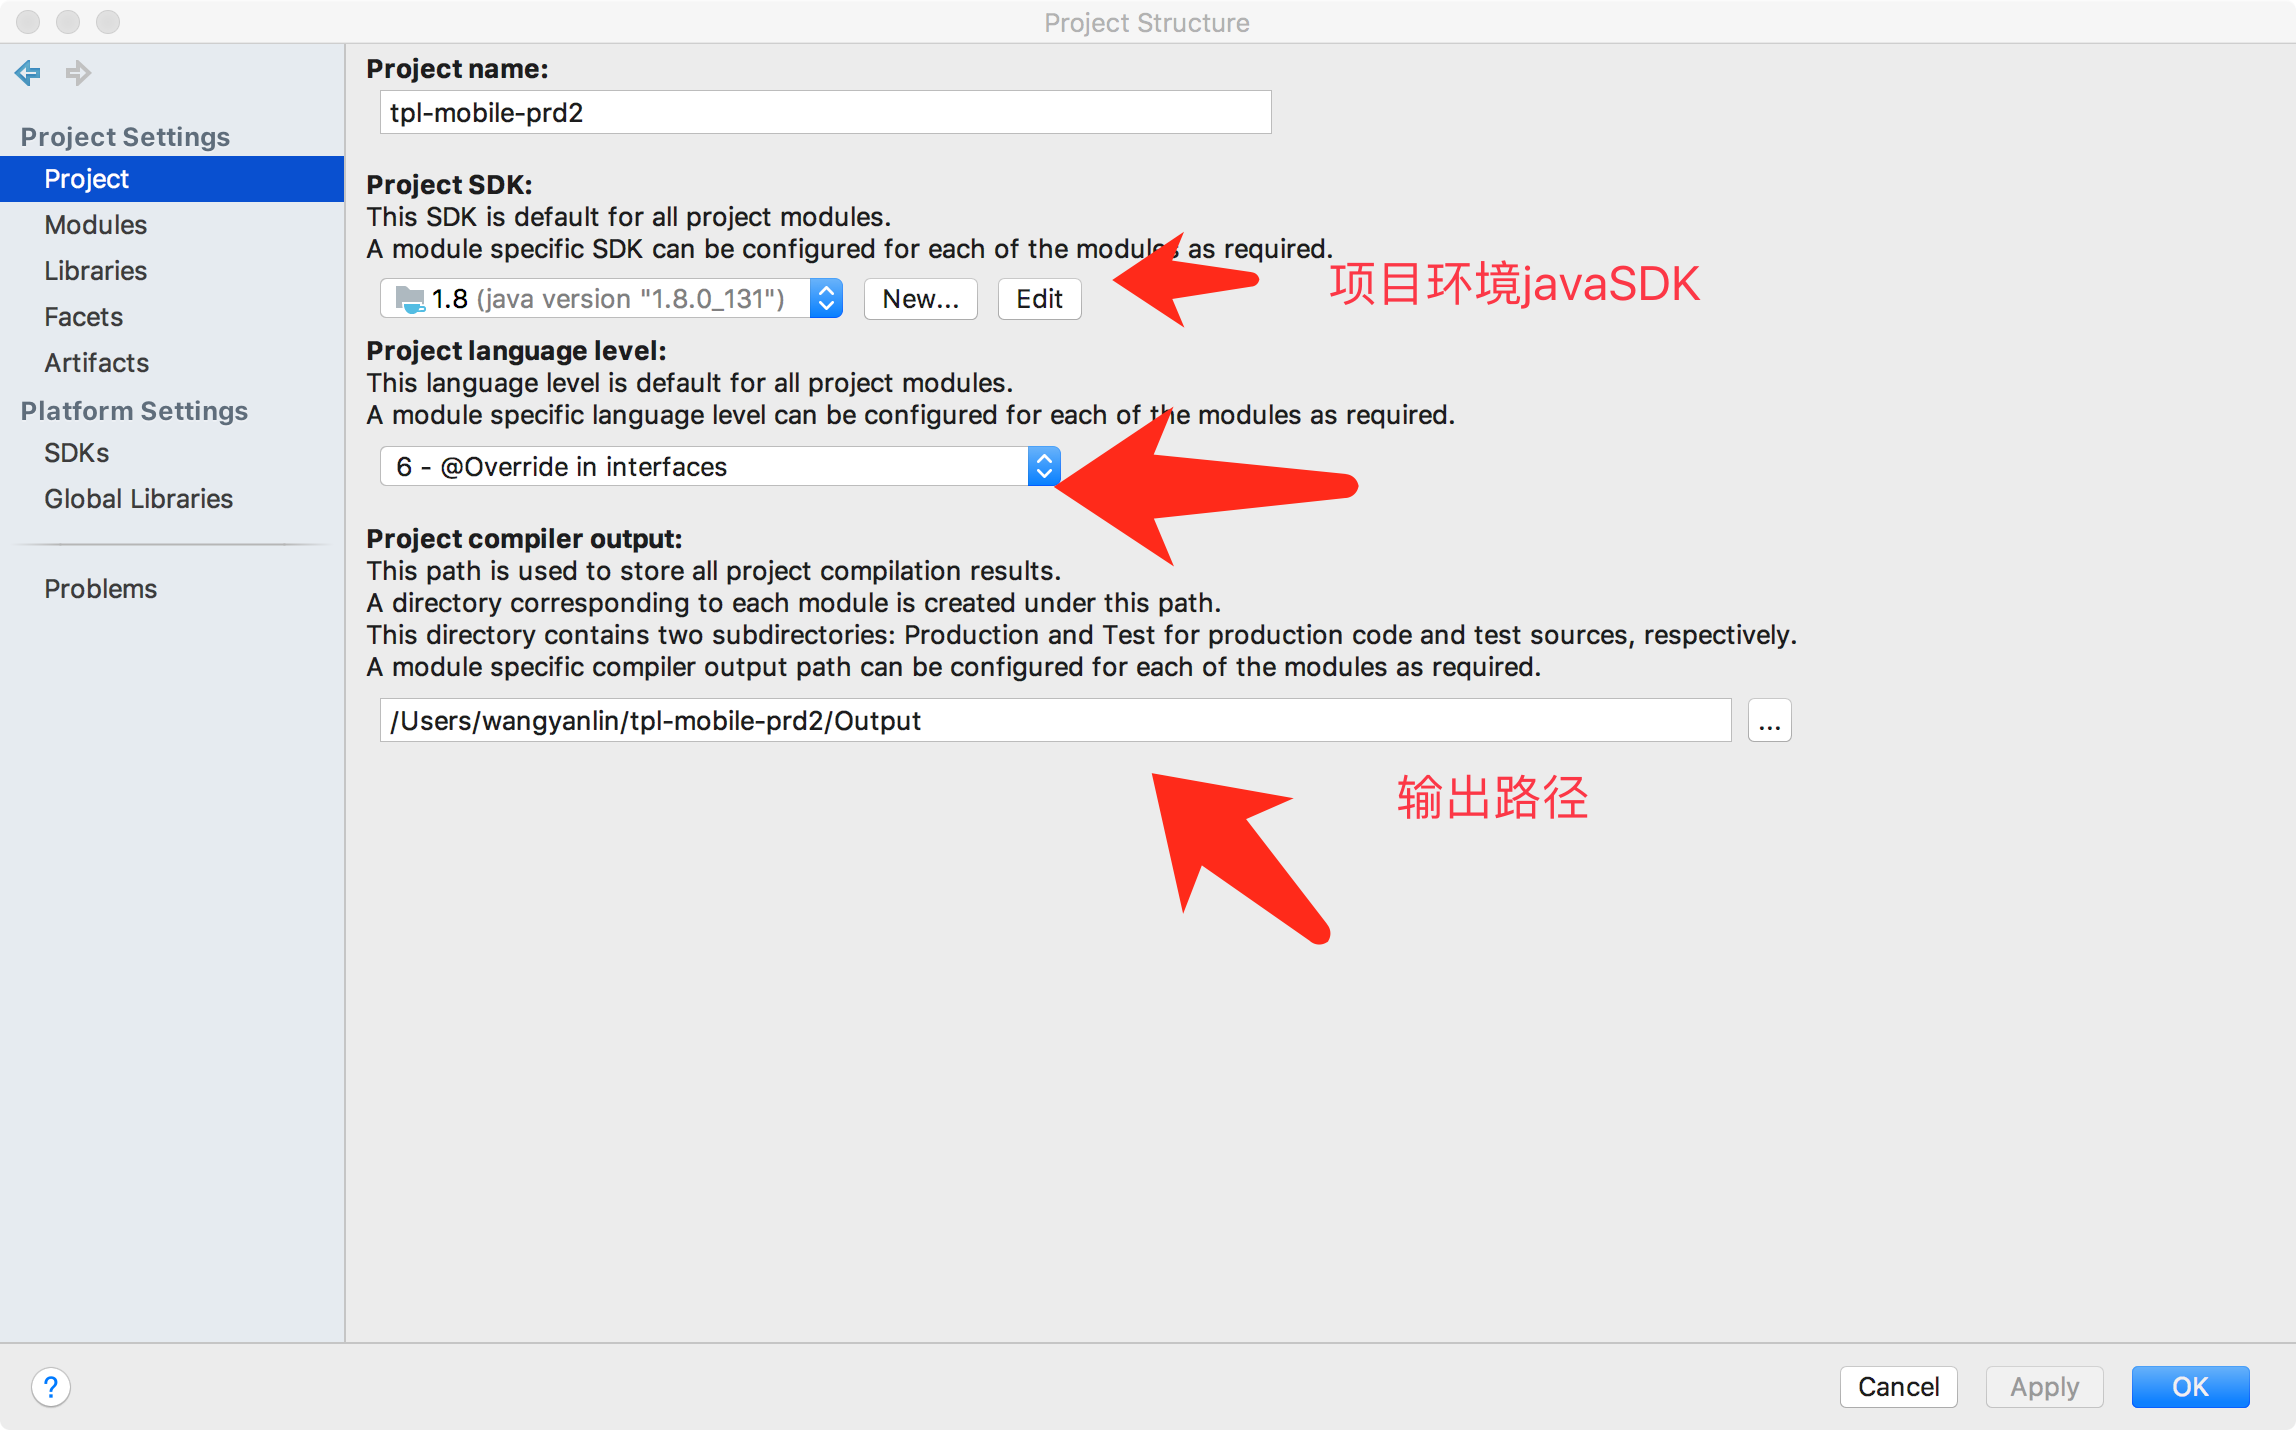 Project Structure
Project Settings
Project
Modules
Libraries
Facets
Artifacts
Platform Settings
SDKs
Global Libraries
Problems
Project name:
tpl-mobile-prd2
Project SDK:
This SDK is default for all project modules.
A module specific SDK can be configured for each of the modules as required.
1.8 (java version "1.8.0_131")
New...
Edit
项目环境javaSDK
Project language level:
This language level is default for all project modules.
A module specific language level can be configured for each of the modules as required.
6 - @Override in interfaces
Project compiler output:
This path is used to store all project compilation results.
A directory corresponding to each module is created under this path.
This directory contains two subdirectories: Production and Test for production code and test sources, respectively.
A module specific compiler output path can be configured for each of the modules as required.
/Users/wangyanlin/tpl-mobile-prd2/Output
...
输出路径
?
Cancel
Apply
OK